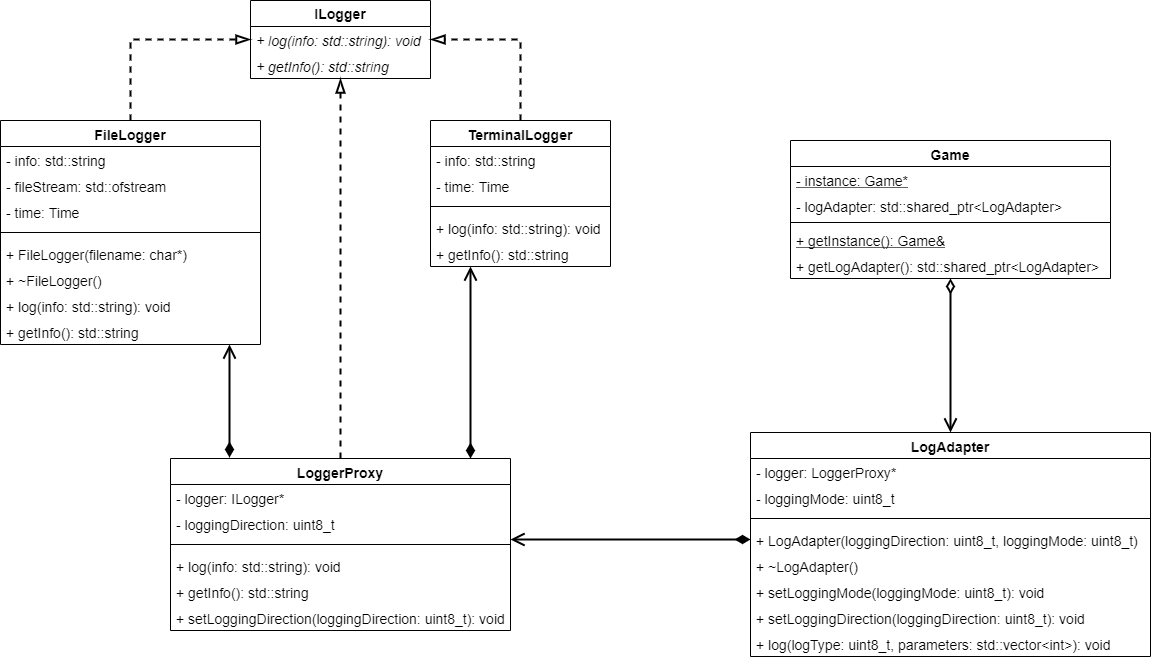 ILogger
+ log(info: std::string): void
+ getInfo(): std::string
FileLogger
- info: std::string
- fileStream: std::ofstream
- time: Time
+ FileLogger(filename: char*)
+ ~FileLogger()
+ log(info: std::string): void
+ getInfo(): std::string
TerminalLogger
- info: std::string
- time: Time
+ log(info: std::string): void
+ getInfo(): std::string
Game
- instance: Game*
- logAdapter: std::shared_ptr<LogAdapter>
+ getInstance(): Game&
+ getLogAdapter(): std::shared_ptr<LogAdapter>
LoggerProxy
- logger: ILogger*
- loggingDirection: uint8_t
+ log(info: std::string): void
+ getInfo(): std::string
+ setLoggingDirection(loggingDirection: uint8_t): void
LogAdapter
- logger: LoggerProxy*
- loggingMode: uint8_t
+ LogAdapter(loggingDirection: uint8_t, loggingMode: uint8_t)
+ ~LogAdapter()
+ setLoggingMode(loggingMode: uint8_t): void
+ setLoggingDirection(loggingDirection: uint8_t): void
+ log(logType: uint8_t, parameters: std::vector<int>): void